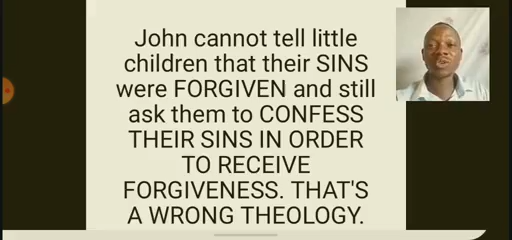 John cannot tell little
children that their SINS
were FORGIVEN and still
ask them to CONFESS
THEIR SINS IN ORDER
TO RECEIVE
FORGIVENESS. THAT'S
A WRONG THEOLOGY.